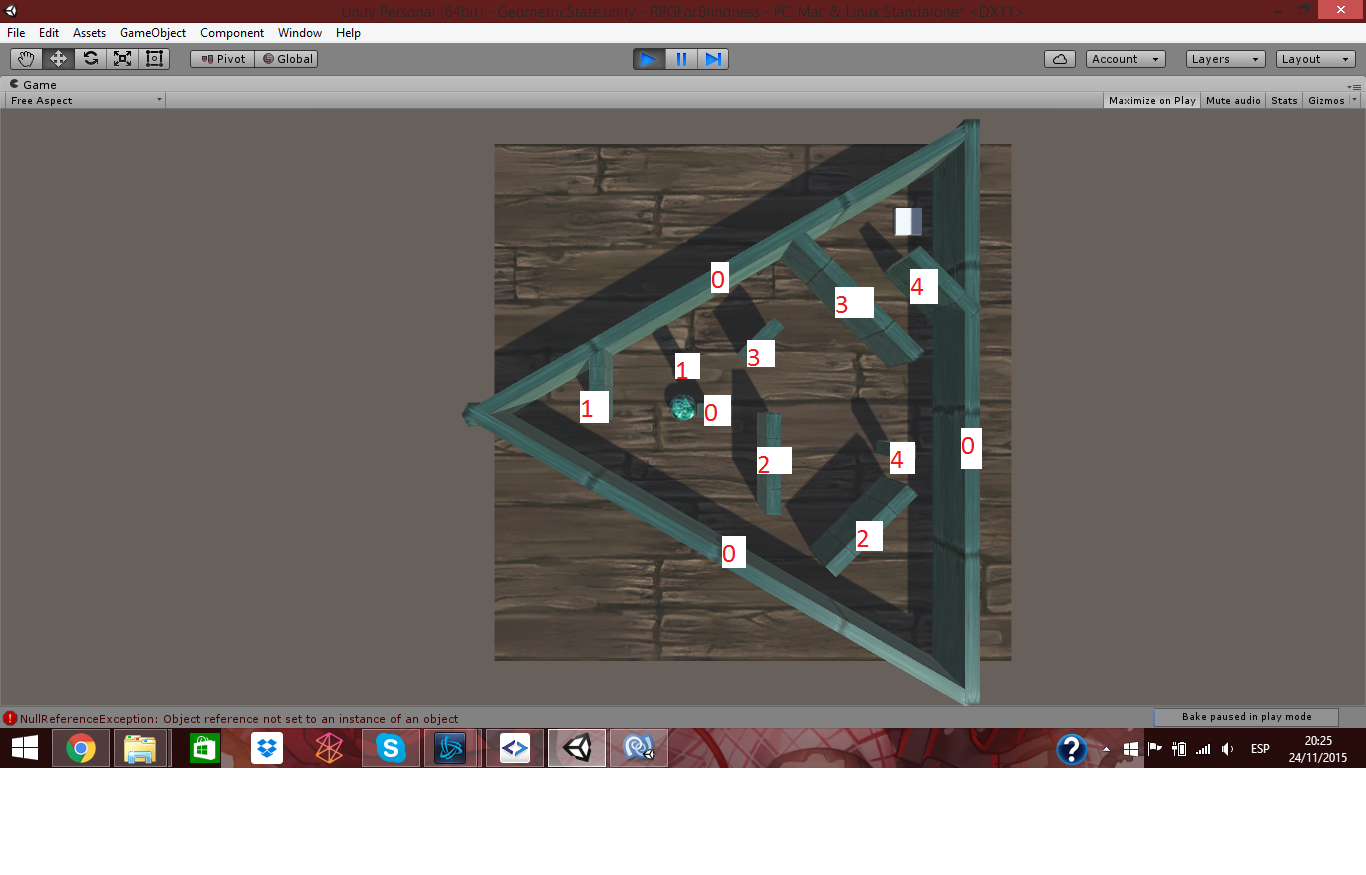 Unity Personal (64bit) - GeometricState.unity - RPGForBlindness - PC, Mac & Linux Standalone* <DX11>
File Edit Assets GameObject Component Window Help
Pivot Global Account Layers Layout
Game
Free Aspect Maximize on Play Mute audio Stats Gizmos
0
4
3
3
1
1
0
0
4
2
2
0
NullReferenceException: Object reference not set to an instance of an object
Bake paused in play mode
ESP
20:25
24/11/2015